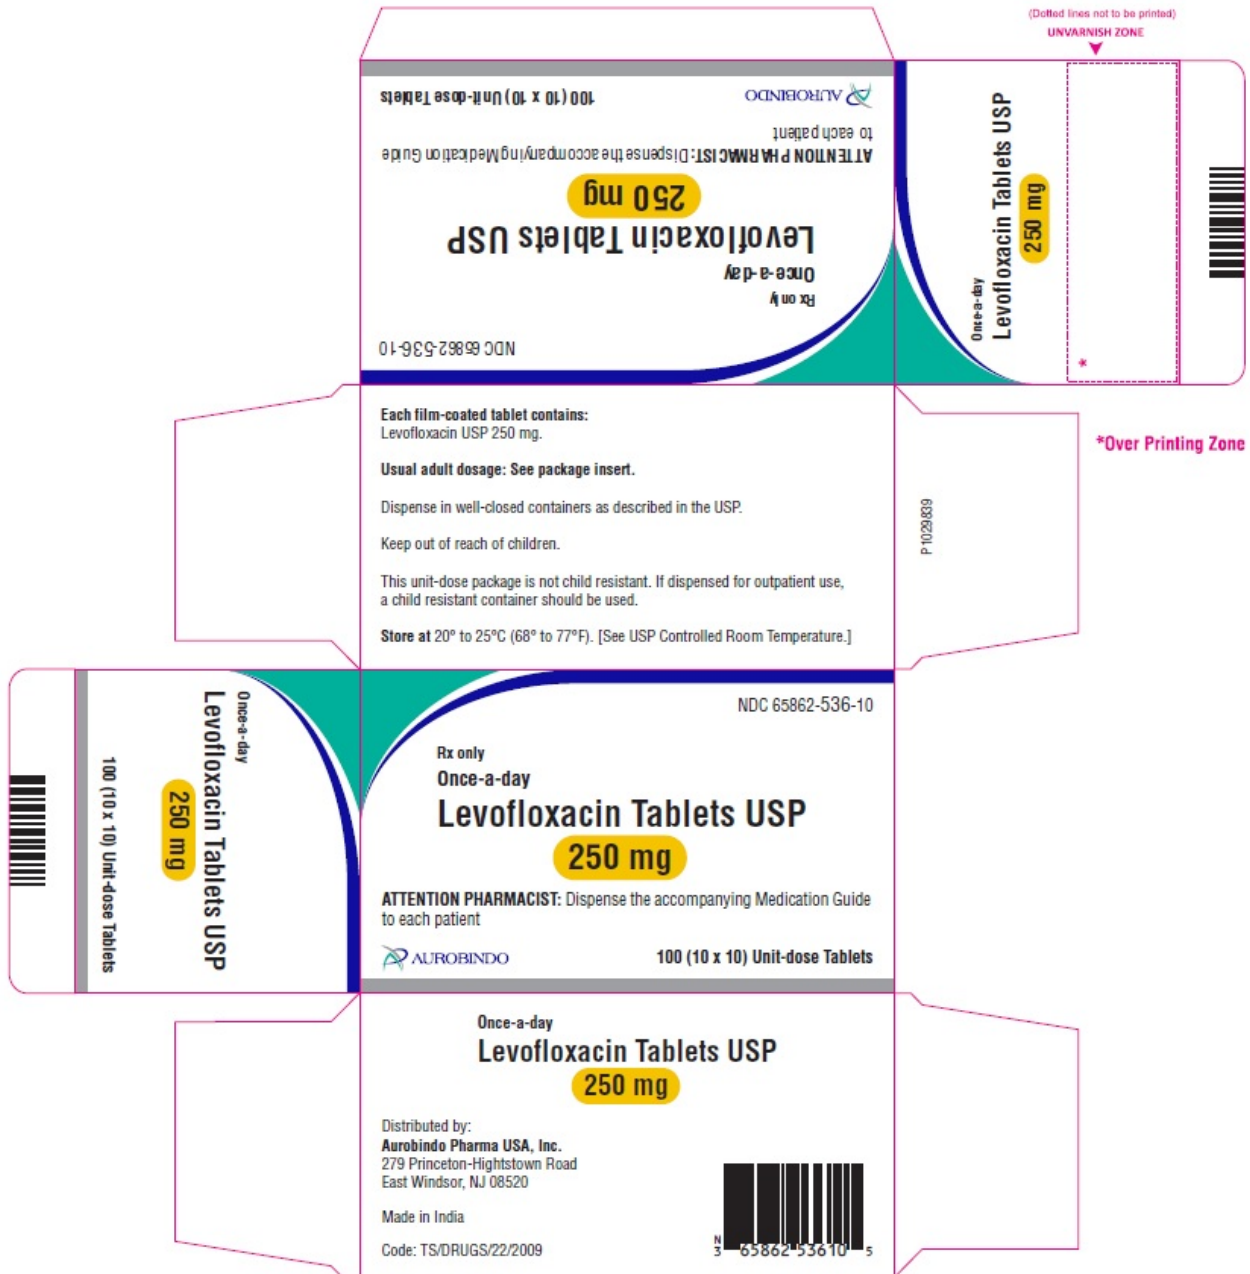 (Dotted lines not to be printed)
UNVARNISH ZONE
100 (10 x 10) Unit-dose Tablets
AUROBINDO
ATTENTION PHARMACIST: Dispense the accompanying Medication Guide
to each patient
250 mg
Levofloxacin Tablets USP
Once-a-day
Rx only
NDC 65862-536-10
Once-a-day
Levofloxacin Tablets USP
250 mg
*
*Over Printing Zone
Each film-coated tablet contains:
Levofloxacin USP 250 mg.
Usual adult dosage: See package insert.
Dispense in well-closed containers as described in the USP.
Keep out of reach of children.
This unit-dose package is not child resistant. If dispensed for outpatient use,
a child resistant container should be used.
Store at 20° to 25°C (68° to 77°F). [See USP Controlled Room Temperature.]
P1029839
Once-a-day
Levofloxacin Tablets USP
250 mg
100 (10 x 10) Unit-dose Tablets
NDC 65862-536-10
Rx only
Once-a-day
Levofloxacin Tablets USP
250 mg
ATTENTION PHARMACIST: Dispense the accompanying Medication Guide
to each patient
AUROBINDO
100 (10 x 10) Unit-dose Tablets
Once-a-day
Levofloxacin Tablets USP
250 mg
Distributed by:
Aurobindo Pharma USA, Inc.
279 Princeton-Hightstown Road
East Windsor, NJ 08520
Made in India
Code: TS/DRUGS/22/2009
N
3 65862 53610 5